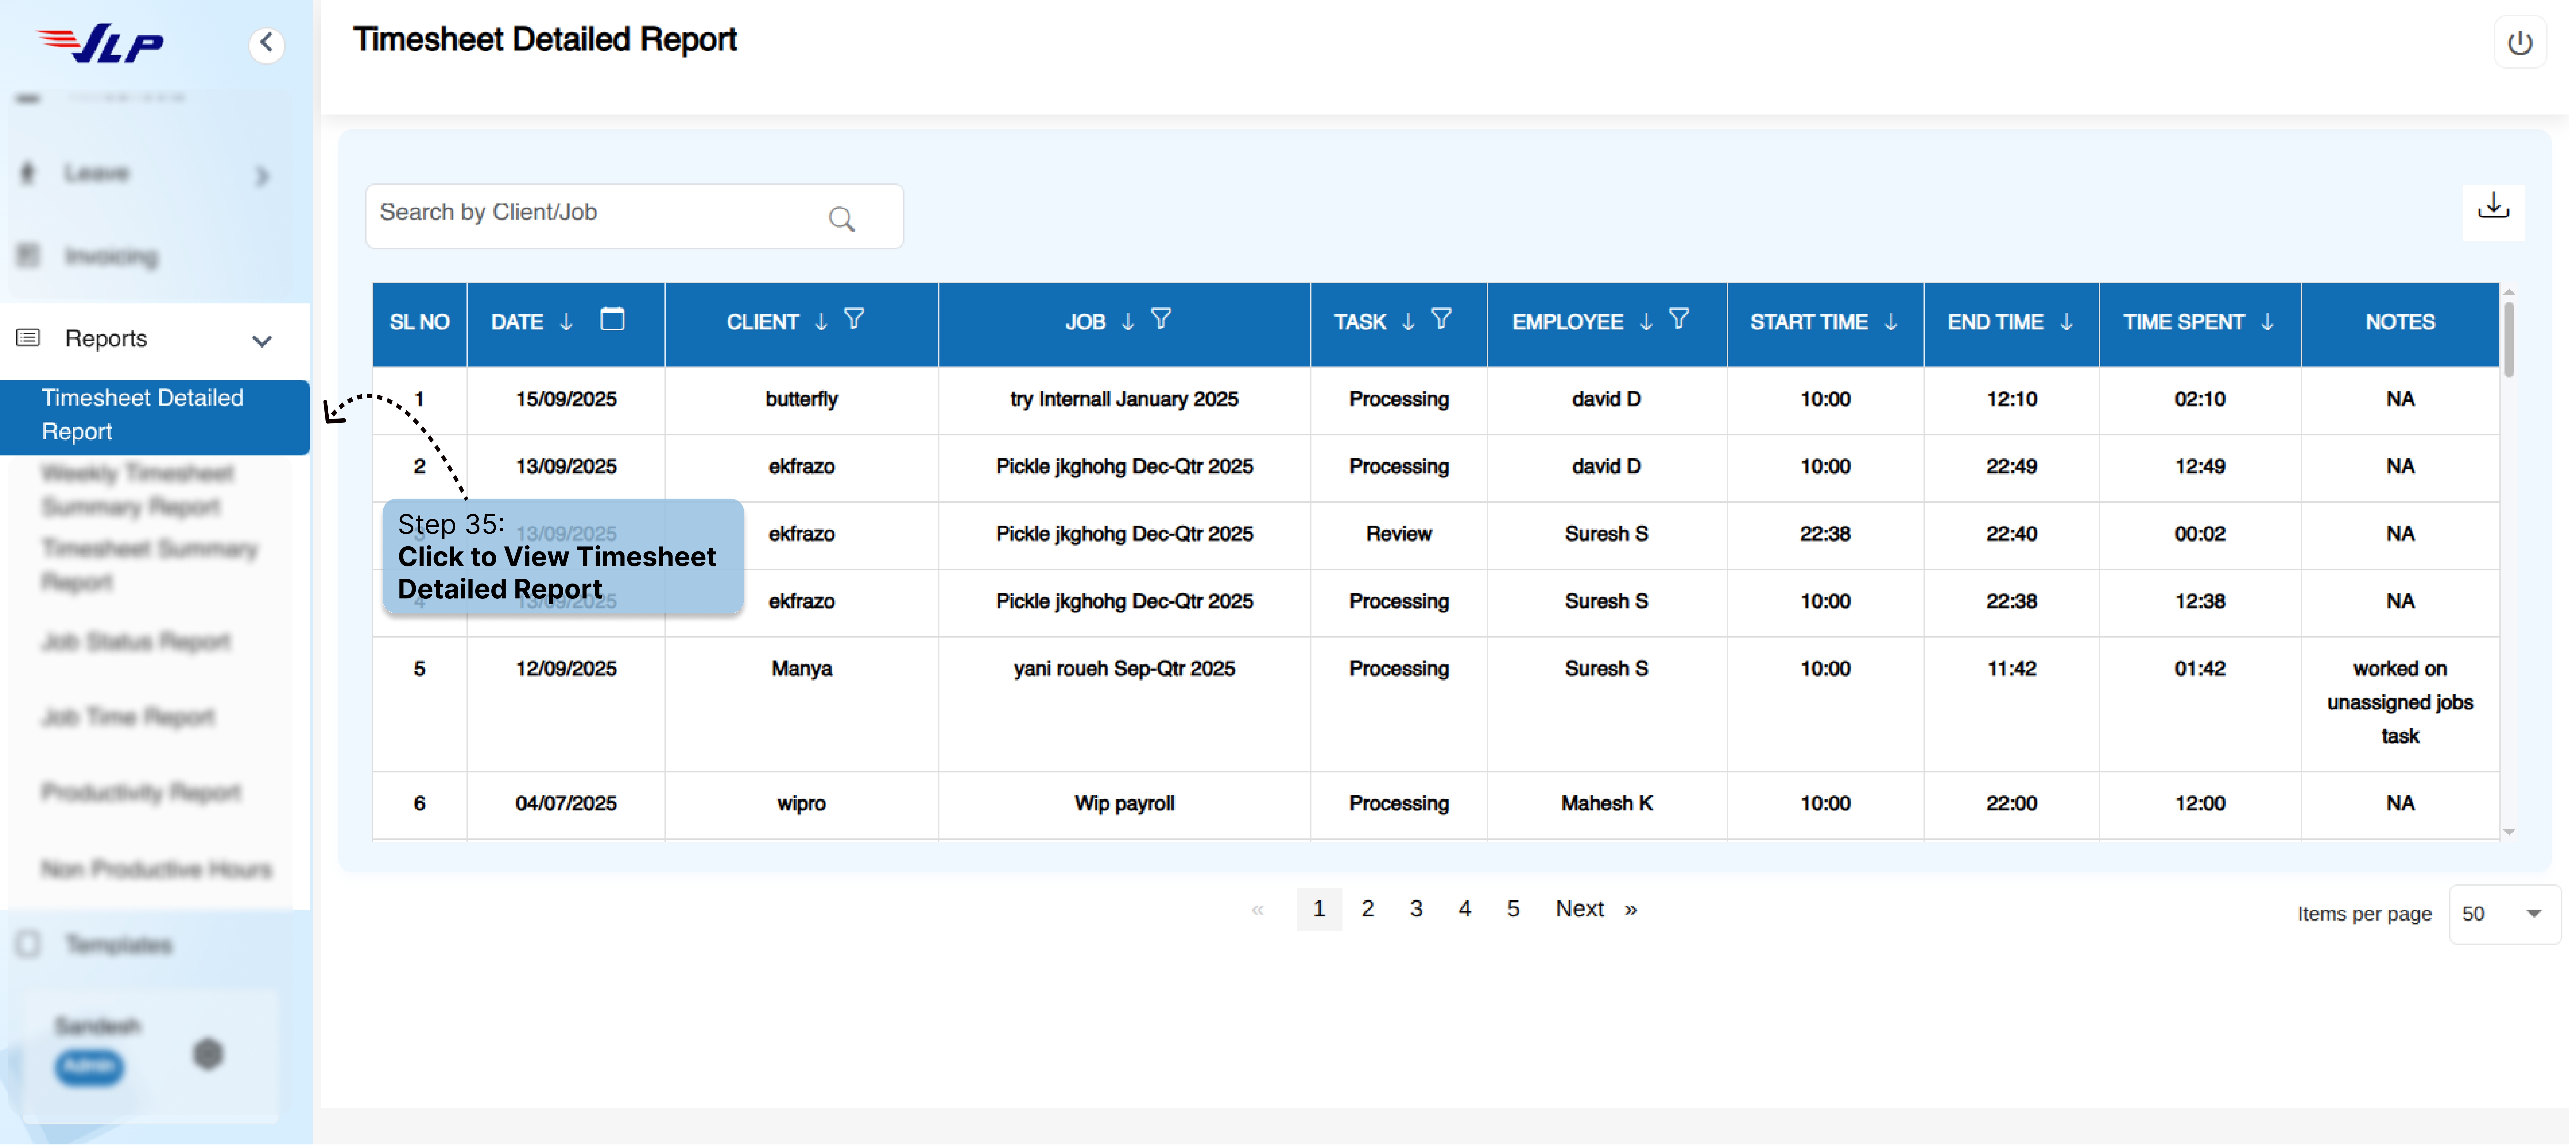 SLP
Timesheet Detailed Report
Leave
Invoicing
Reports
Timesheet Detailed
Report
Weekly Timesheet
Summary Report
Timesheet Summary
Report
Job Status Report
Job Time Report
Productivity Report
Non Productive Hours
Templates
Sandesh
Admin
Search by Client/Job
SL NO DATE CLIENT JOB TASK EMPLOYEE START TIME END TIME TIME SPENT NOTES
1 15/09/2025 butterfly try Internall January 2025 Processing david D 10:00 12:10 02:10 NA
2 13/09/2025 ekfrazo Pickle jkghohg Dec-Qtr 2025 Processing david D 10:00 22:49 12:49 NA
3 13/09/2025 ekfrazo Pickle jkghohg Dec-Qtr 2025 Review Suresh S 22:38 22:40 00:02 NA
4 13/09/2025 ekfrazo Pickle jkghohg Dec-Qtr 2025 Processing Suresh S 10:00 22:38 12:38 NA
5 12/09/2025 Manya yani roueh Sep-Qtr 2025 Processing Suresh S 10:00 11:42 01:42 worked on
unassigned jobs
task
6 04/07/2025 wipro Wip payroll Processing Mahesh K 10:00 22:00 12:00 NA
Step 35:
Click to View Timesheet
Detailed Report
« 1 2 3 4 5 Next »
Items per page 50